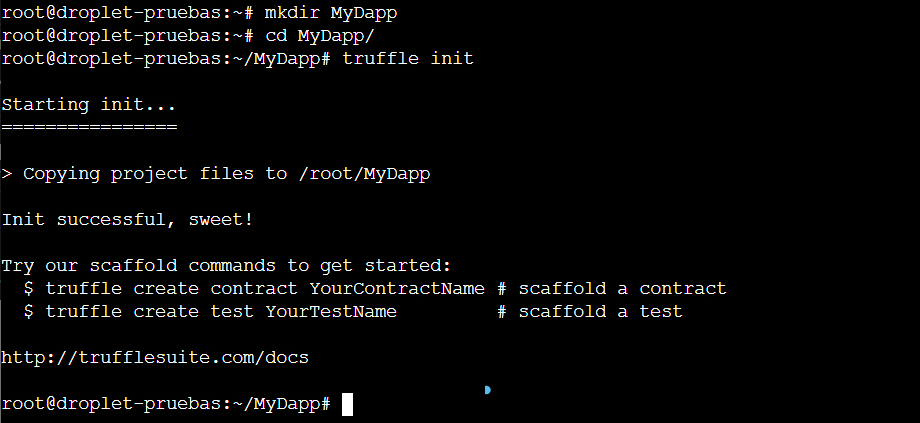 root@droplet-pruebas:~# mkdir MyDapp
root@droplet-pruebas:~# cd MyDapp/
root@droplet-pruebas:~/MyDapp# truffle init
Starting init...
================
> Copying project files to /root/MyDapp
Init successful, sweet!
Try our scaffold commands to get started:
  $ truffle create contract YourContractName # scaffold a contract
  $ truffle create test YourTestName         # scaffold a test
http://trufflesuite.com/docs
root@droplet-pruebas:~/MyDapp#